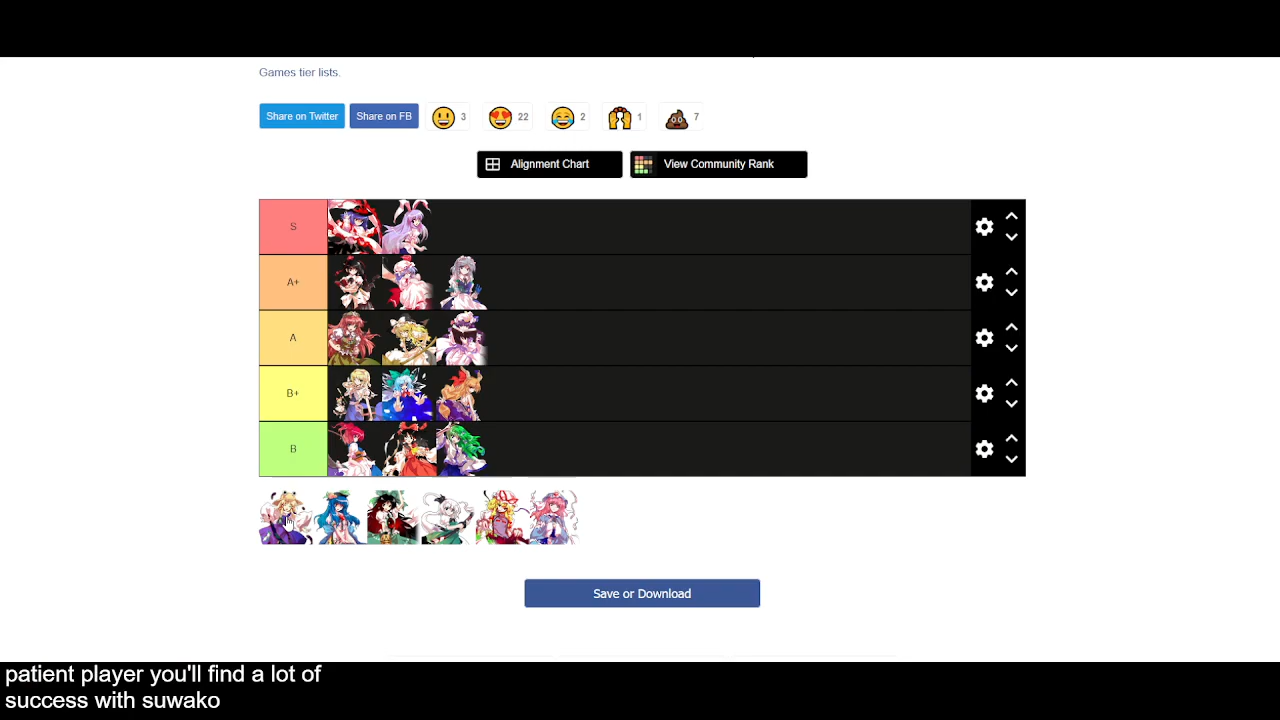 Games tier lists.
Share on Twitter Share on FB 3 22 2 1 7
Alignment Chart View Community Rank
S
A+
A
B+
B
Save or Download
patient player you'll find a lot of
success with suwako